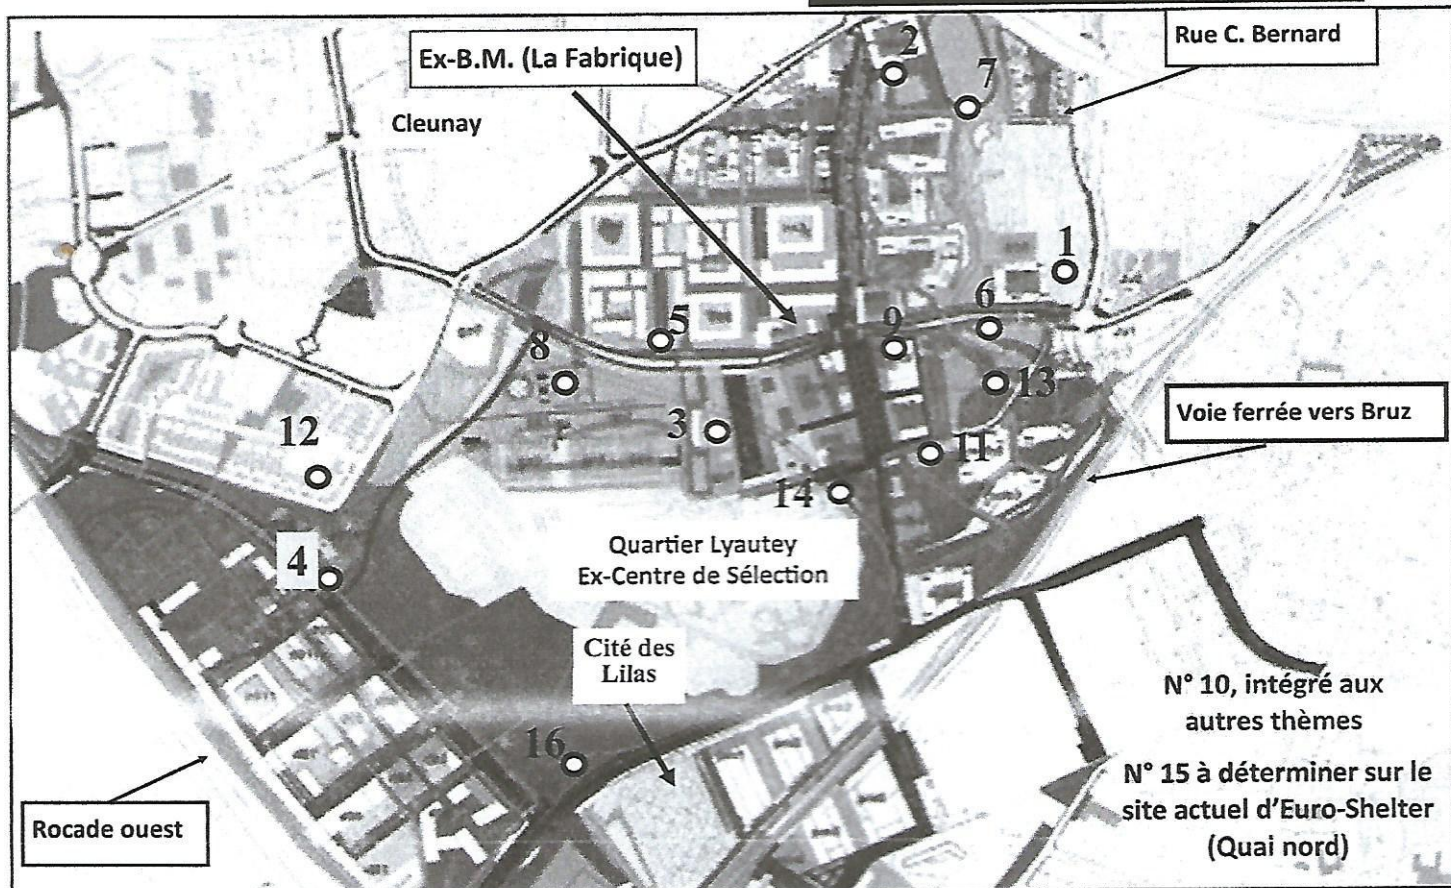 Rue C. Bernard
Ex-B.M. (La Fabrique)
Cleunay
2
7
1
6
5
9
8
13
Voie ferrée vers Bruz
3
12
11
14
Quartier Lyautey
Ex-Centre de Sélection
4
Cité des
Lilas
N° 10, intégré aux
autres thèmes
16
N° 15 à déterminer sur le
site actuel d'Euro-Shelter
(Quai nord)
Rocade ouest